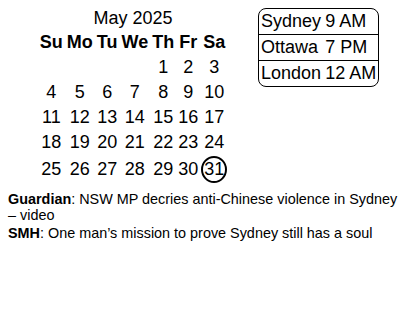 May 2025
Su Mo Tu We Th Fr Sa
1 2 3
4 5 6 7 8 9 10
11 12 13 14 15 16 17
18 19 20 21 22 23 24
25 26 27 28 29 30 31
Sydney 9 AM
Ottawa 7 PM
London 12 AM
Guardian: NSW MP decries anti-Chinese violence in Sydney
– video
SMH: One man’s mission to prove Sydney still has a soul